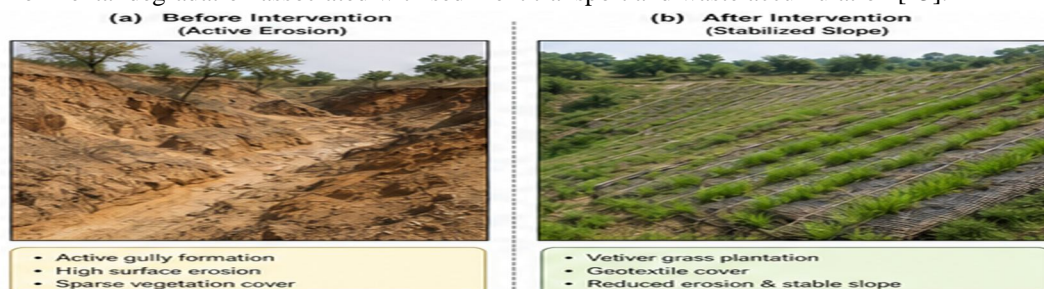 (a) Before Intervention
(Active Erosion)
(b) After Intervention
(Stabilized Slope)
• Active gully formation
• High surface erosion
• Sparse vegetation cover
• Vetiver grass plantation
• Geotextile cover
• Reduced erosion & stable slope